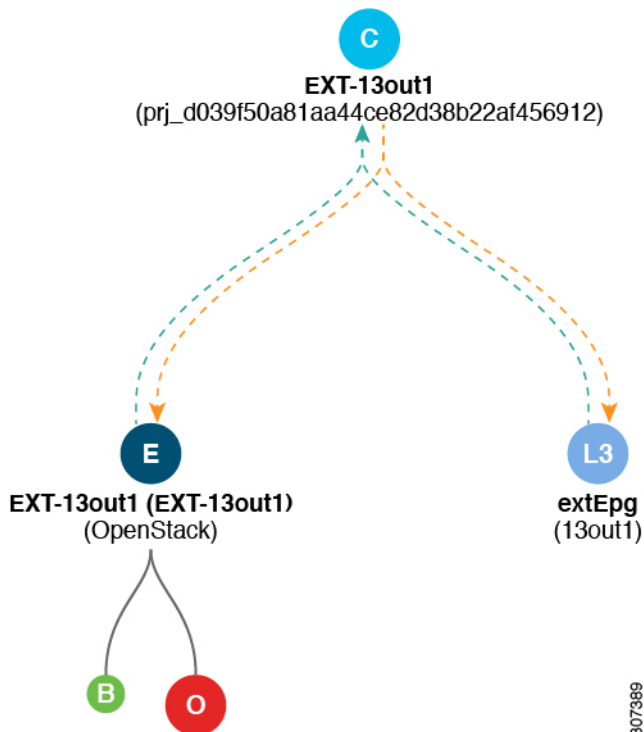 C
EXT-13out1
(prj_d039f50a81aa44ce82d38b22af456912)
E
L3
EXT-13out1 (EXT-13out1)
(OpenStack)
extEpg
(13out1)
B
O
307389